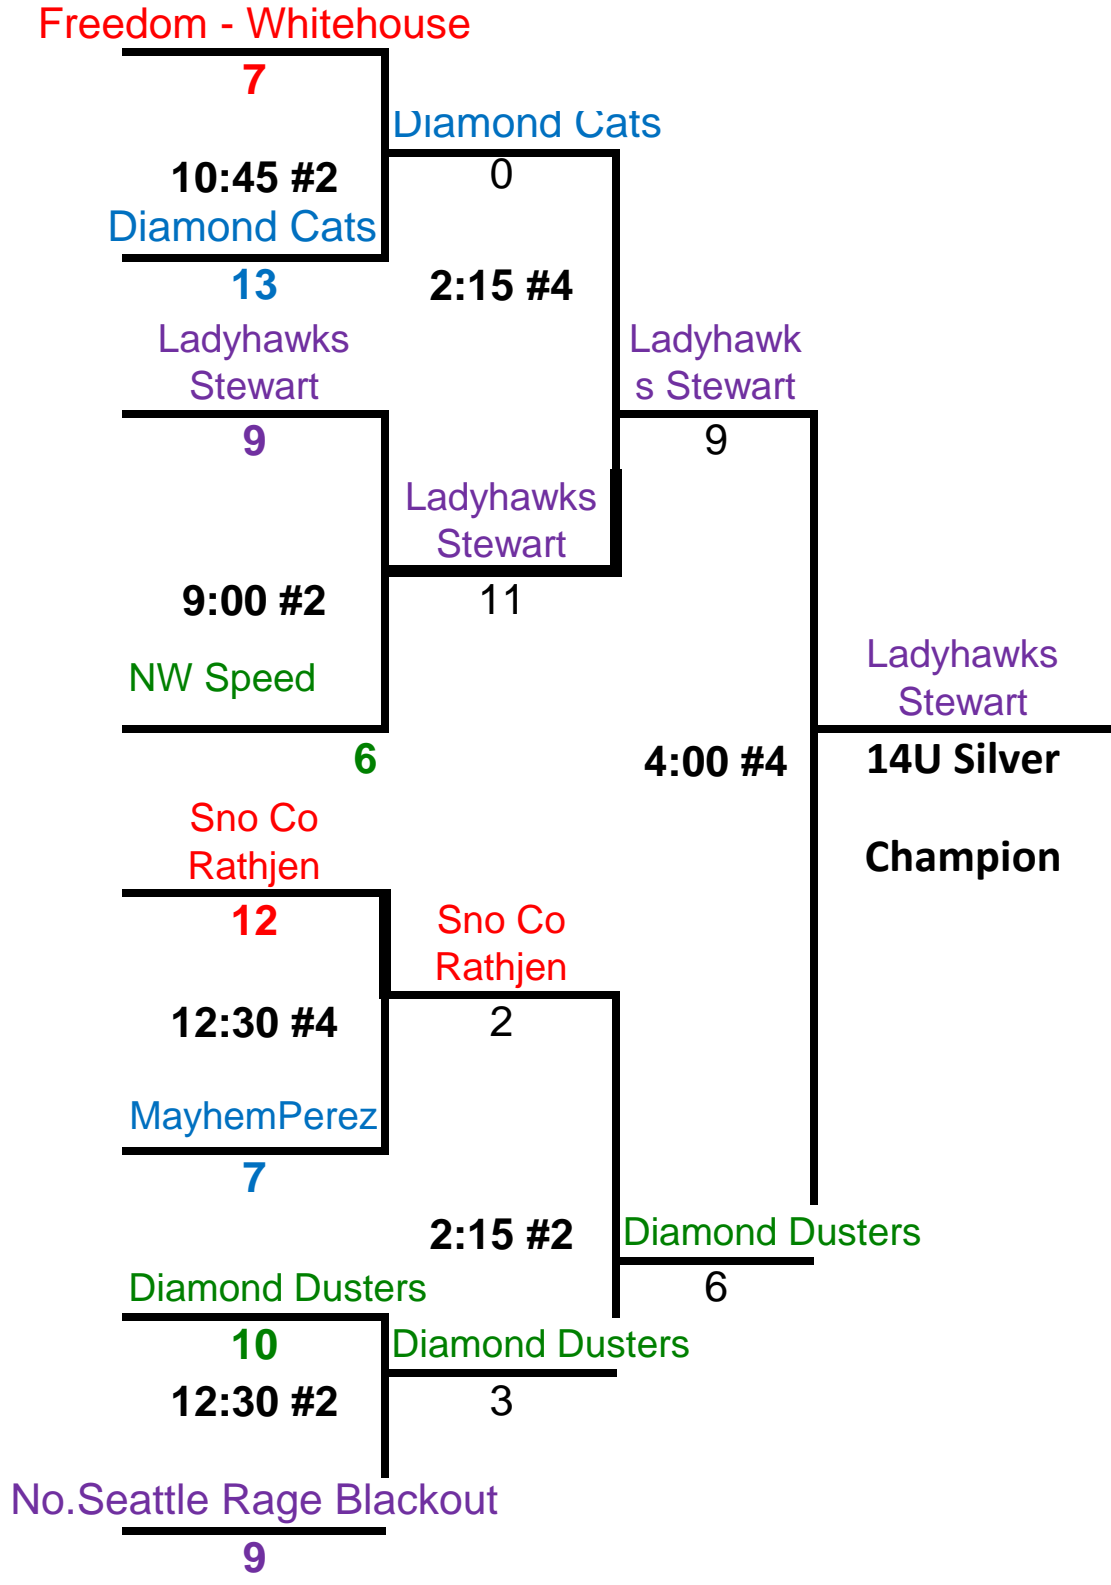 Freedom - Whitehouse
7
Diamond Cats
0
10:45 #2
Diamond Cats
13
2:15 #4
Ladyhawks
Stewart
9
Ladyhawk
s Stewart
9
Ladyhawks
Stewart
11
9:00 #2
NW Speed
6
Ladyhawks
Stewart
4:00 #4
14U Silver
Champion
Sno Co
Rathjen
12
Sno Co
Rathjen
2
12:30 #4
MayhemPerez
7
2:15 #2
Diamond Dusters
6
Diamond Dusters
10
Diamond Dusters
3
12:30 #2
No.Seattle Rage Blackout
9